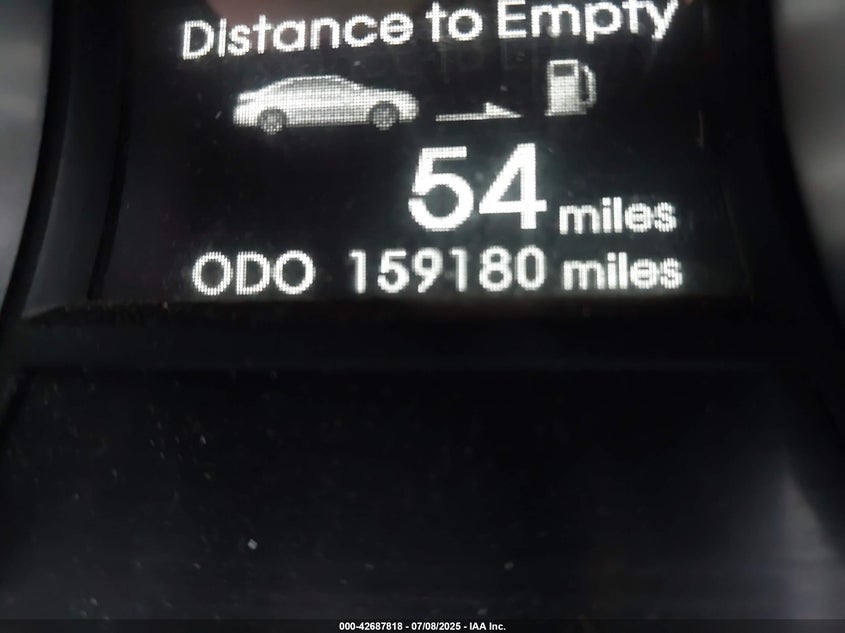 Distance to Empty
54 miles
ODO 159180 miles
000-42687818 - 07/08/2025 - IAA Inc.